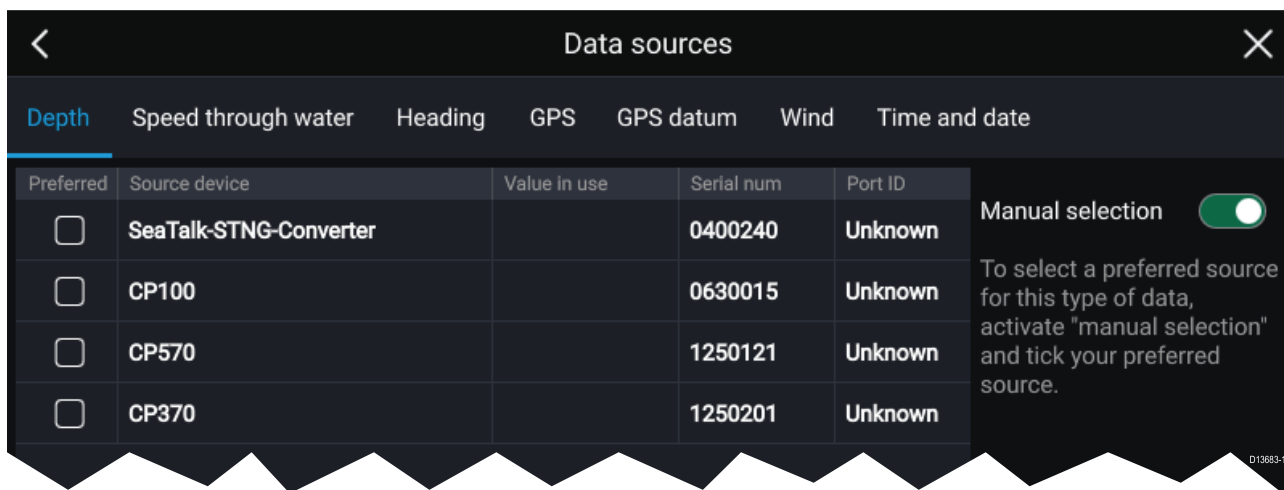 Data sources
Depth Speed through water Heading GPS GPS datum Wind Time and date
Preferred Source device Value in use Serial num Port ID
SeaTalk-STNG-Converter 0400240 Unknown
CP100 0630015 Unknown
CP570 1250121 Unknown
CP370 1250201 Unknown
Manual selection
To select a preferred source
for this type of data,
activate "manual selection"
and tick your preferred
source.
D13683-1